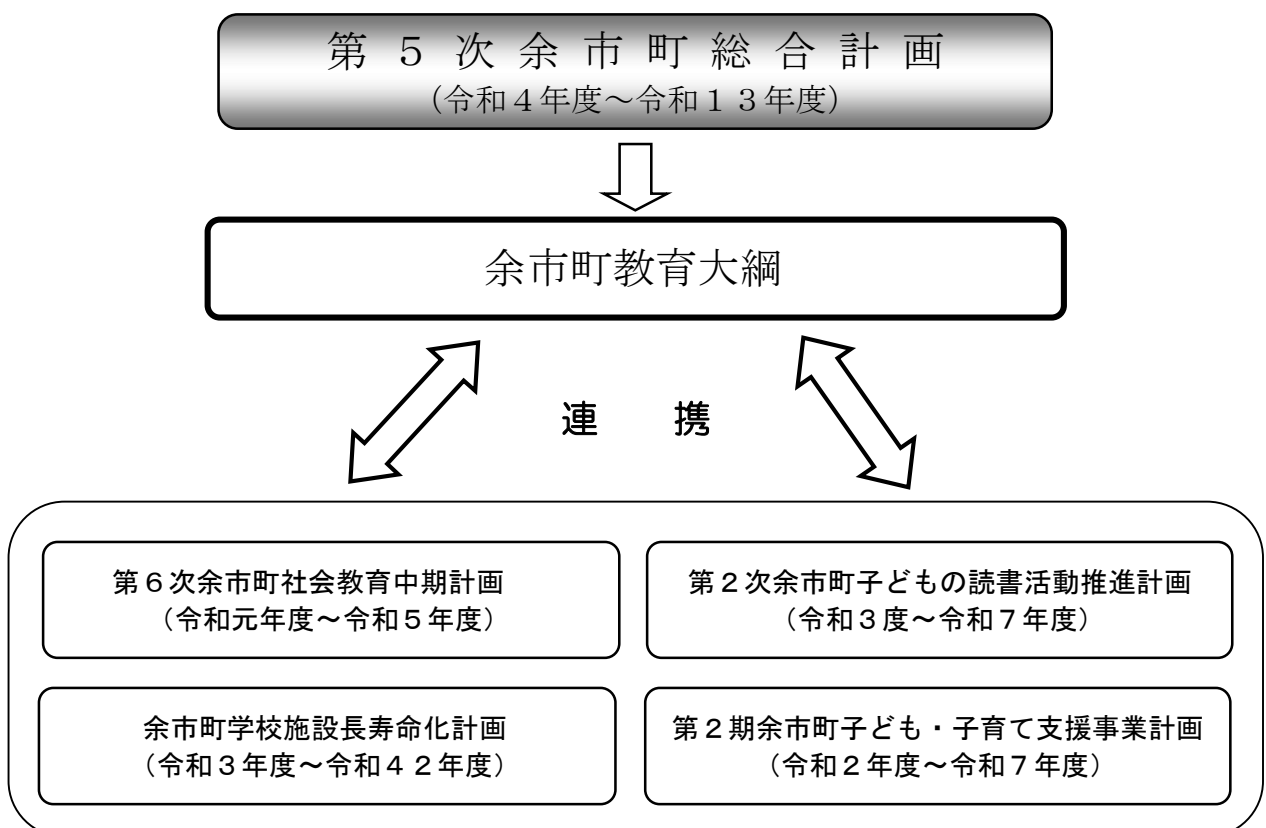 第５次余市町総合計画
（令和４年度～令和１３年度）
余市町教育大綱
連　携
第６次余市町社会教育中期計画
（令和元年度～令和５年度）
第２次余市町子どもの読書活動推進計画
（令和３度～令和７年度）
余市町学校施設長寿命化計画
（令和３年度～令和４２年度）
第２期余市町子ども・子育て支援事業計画
（令和２年度～令和７年度）